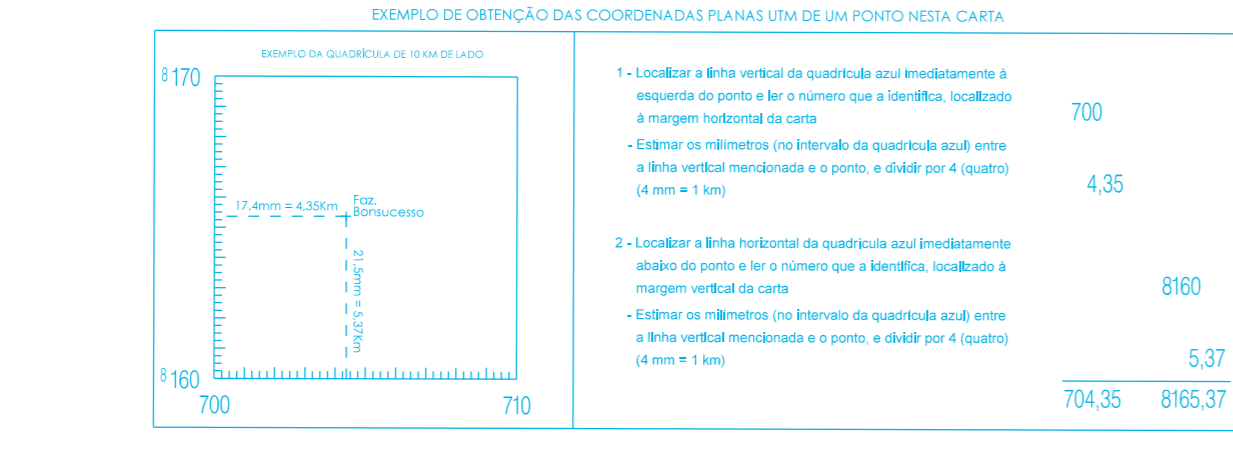 EXEMPLO DE OBTENÇÃO DAS COORDENADAS PLANAS UTM DE UM PONTO NESTA CARTA
EXEMPLO DA QUADRÍCULA DE 10 KM DE LADO
8170
17,4mm = 4,35Km
Faz.
Bonsucesso
21,5mm = 5,37Km
8160
700
710
1 - Localizar a linha vertical da quadrícula azul imediatamente à
esquerda do ponto e ler o número que a identifica, localizado
à margem horizontal da carta
700
- Estimar os milímetros (no intervalo da quadrícula azul) entre
a linha vertical mencionada e o ponto, e dividir por 4 (quatro)
(4 mm = 1 km)
4,35
2 - Localizar a linha horizontal da quadrícula azul imediatamente
abaixo do ponto e ler o número que a identifica, localizado à
margem vertical da carta
8160
- Estimar os milímetros (no intervalo da quadrícula azul) entre
a linha vertical mencionada e o ponto, e dividir por 4 (quatro)
(4 mm = 1 km)
5,37
704,35 8165,37